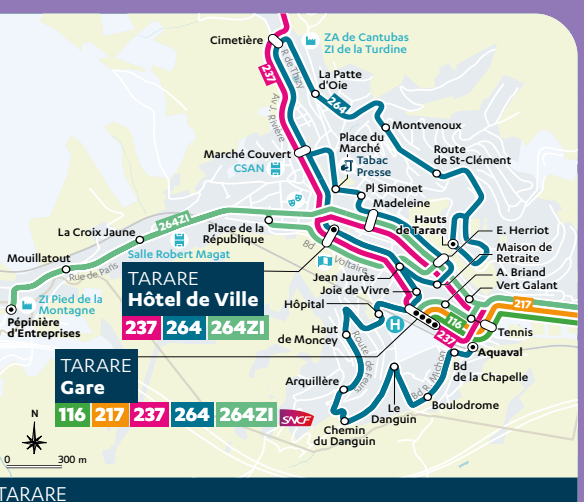 Cimetière
ZA de Cantubas
ZI de la Turdine
R de Thizy
237
La Patte
d'Oie
264
Av J. Rivière
Montvenoux
Place du
Marché
Tabac
Presse
Marché Couvert
CSAN
Route
de St-Clément
Pl Simonet
Madeleine
264ZI
Place de la
République
Hauts
de Tarare
E. Herriot
La Croix Jaune
Salle Robert Magat
Mouillatout
Rue de Paris
Bd Voltaire
Maison de
Retraite
Jean Jaurès
Joie de Vivre
A. Briand
Vert Galant
TARARE
Hôtel de Ville
237 264 264ZI
ZI Pied de la
Montagne
Pépinière
d'Entreprises
Hôpital
H
116
217
237
Tennis
Aquaval
Haut
de Moncey
Route de Feurs
Bd R. Michon
Bd
de la Chapelle
TARARE
Gare
116 217 237 264 264ZI SNCF
Arquillère
Le
Danguin
Boulodrome
Chemin
du Danguin
N
0 300 m
TARARE